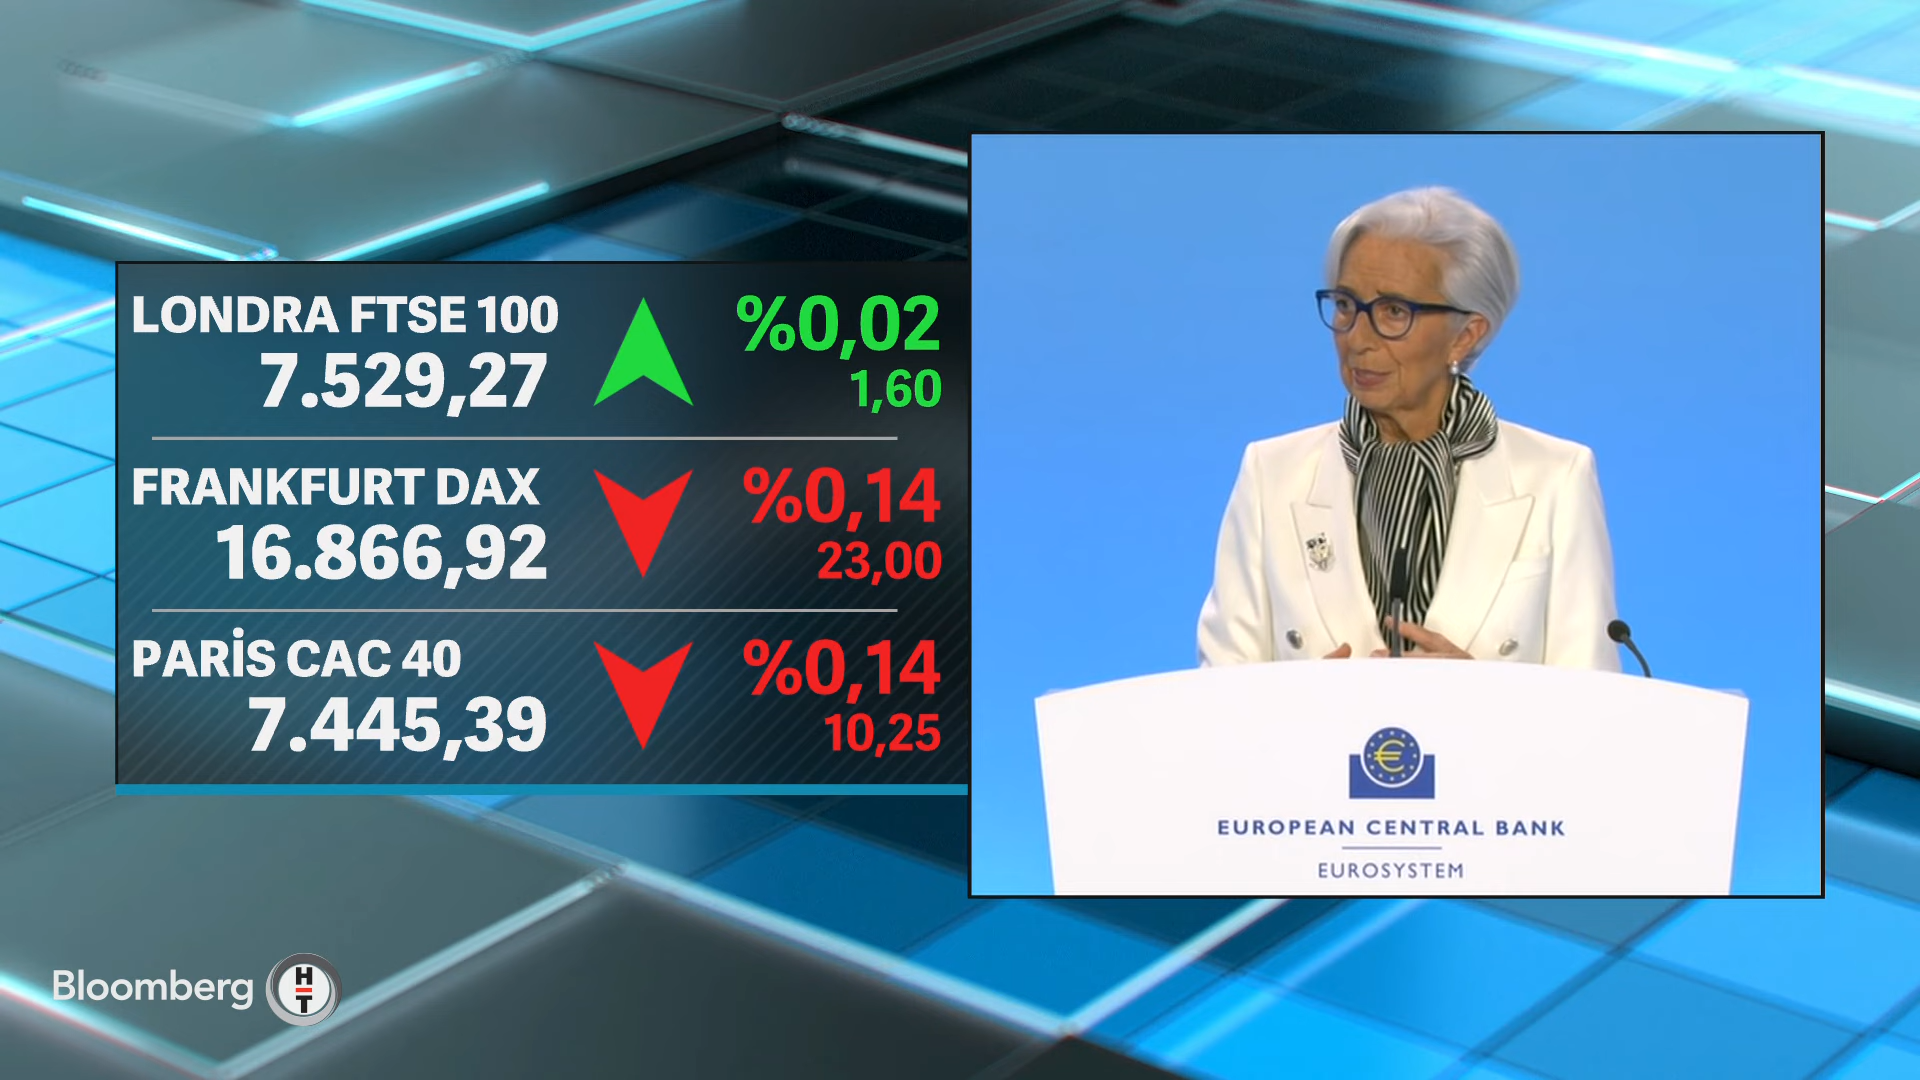 LONDRA FTSE 100
7.529,27
%0,02
1,60
FRANKFURT DAX
16.866,92
%0,14
23,00
PARİS CAC 40
7.445,39
%0,14
10,25
€
EUROPEAN CENTRAL BANK
EUROSYSTEM
Bloomberg HT